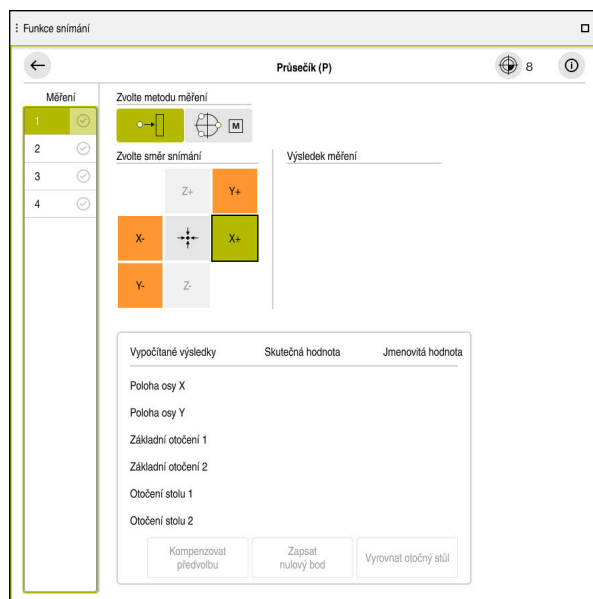 Funkce snímání
Průsečík (P)
8
Měření
1
2
3
4
Zvolte metodu měření
M
Zvolte směr snímání
Z+
Y+
X-
X+
Y-
Z-
Výsledek měření
Vypočítané výsledky Skutečná hodnota Jmenovitá hodnota
Poloha osy X
Poloha osy Y
Základní otočení 1
Základní otočení 2
Otočení stolu 1
Otočení stolu 2
Kompenzovat
předvolbu
Zapsat
nulový bod
Vyrovnat otočný stůl